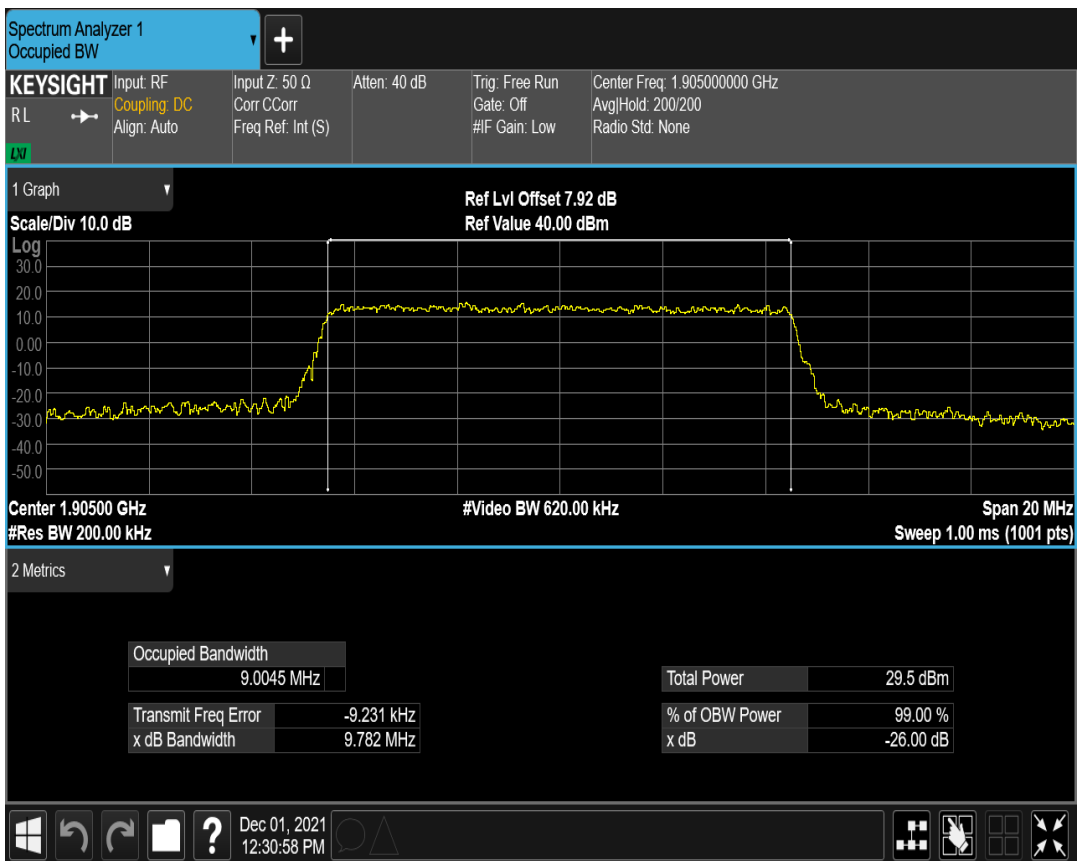 Spectrum Analyzer 1
Occupied BW
+
KEYSIGHT
RL
LXI
Input: RF
Coupling: DC
Align: Auto
Input Z: 50 Ω
Corr CCorr
Freq Ref: Int (S)
Atten: 40 dB
Trig: Free Run
Gate: Off
#IF Gain: Low
Center Freq: 1.905000000 GHz
Avg|Hold: 200/200
Radio Std: None
1 Graph
Scale/Div 10.0 dB
Ref Lvl Offset 7.92 dB
Ref Value 40.00 dBm
Log
30.0
20.0
10.0
0.00
-10.0
-20.0
-30.0
-40.0
-50.0
Center 1.90500 GHz
#Video BW 620.00 kHz
Span 20 MHz
#Res BW 200.00 kHz
Sweep 1.00 ms (1001 pts)
2 Metrics
Occupied Bandwidth
9.0045 MHz
Total Power 29.5 dBm
Transmit Freq Error -9.231 kHz
% of OBW Power 99.00 %
x dB Bandwidth 9.782 MHz
x dB -26.00 dB
?
Dec 01, 2021
12:30:58 PM